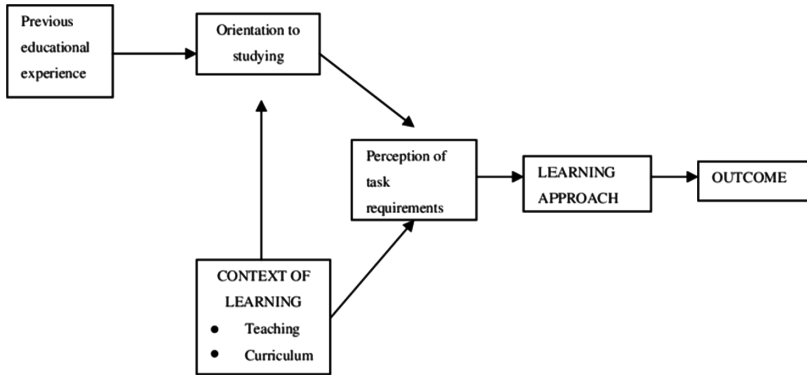 Previous
educational
experience
Orientation to
studying
Perception of
task
requirements
LEARNING
APPROACH
OUTCOME
CONTEXT OF
LEARNING
● Teaching
● Curriculum